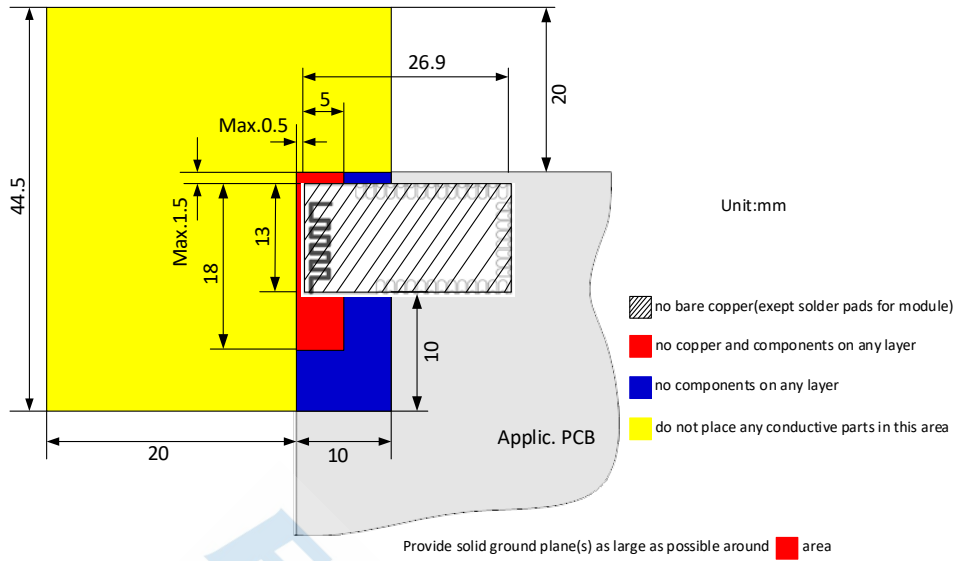 26.9
5
20
Max.0.5
44.5
Max.1.5
13
18
Unit:mm
no bare copper(exept solder pads for module)
no copper and components on any layer
10
no components on any layer
do not place any conductive parts in this area
Applic. PCB
20
10
Provide solid ground plane(s) as large as possible around area